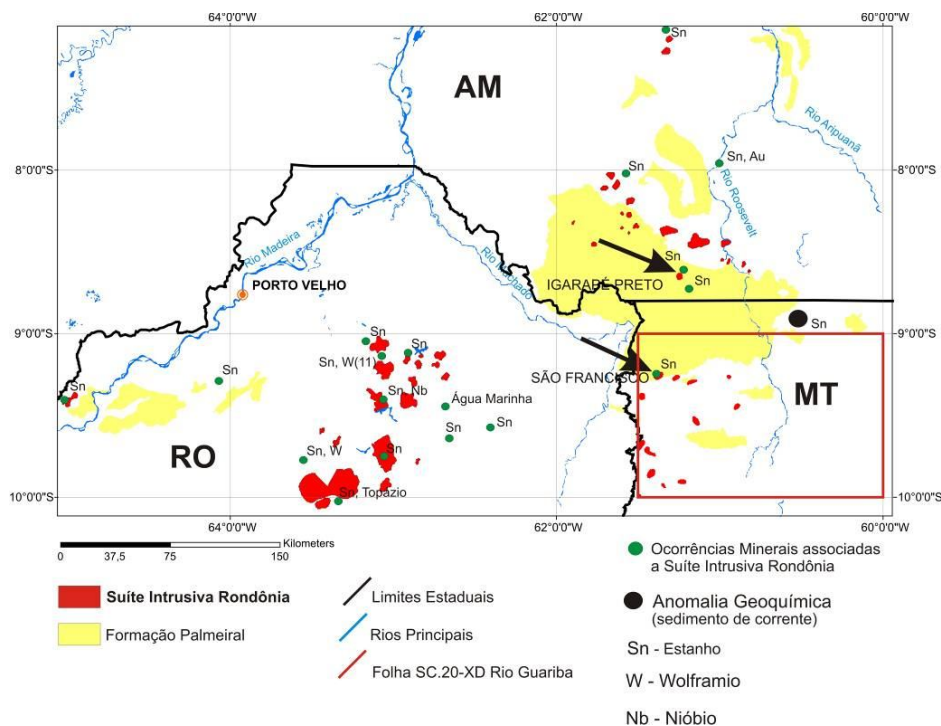 64°0'0"W
62°0'0"W
60°0'0"W
Sn
AM
Rio Aripuanã
8°0'0"S
8°0'0"S
Sn
Sn, Au
Rio Roosevelt
Rio Madeira
Rio Machado
Sn
IGARAPÉ PRETO
PORTO VELHO
Sn
Sn
9°0'0"S
9°0'0"S
Sn
Sn
Sn, W(11)
SÃO FRANCISCO
Sn
Sn
Sn
Sn, Nb
Água Marinha
MT
Sn
Sn
RO
Sn, W
Sn
10°0'0"S
10°0'0"S
Sn, Topázio
64°0'0"W
62°0'0"W
60°0'0"W
Kilometers
0 37,5 75 150
Suíte Intrusiva Rondônia
Formação Palmeiral
Limites Estaduais
Rios Principais
Folha SC.20-XD Rio Guariba
Ocorrências Minerais associadas
a Suíte Intrusiva Rondônia
Anomalia Geoquímica
(sedimento de corrente)
Sn - Estanho
W - Wolframio
Nb - Nióbio